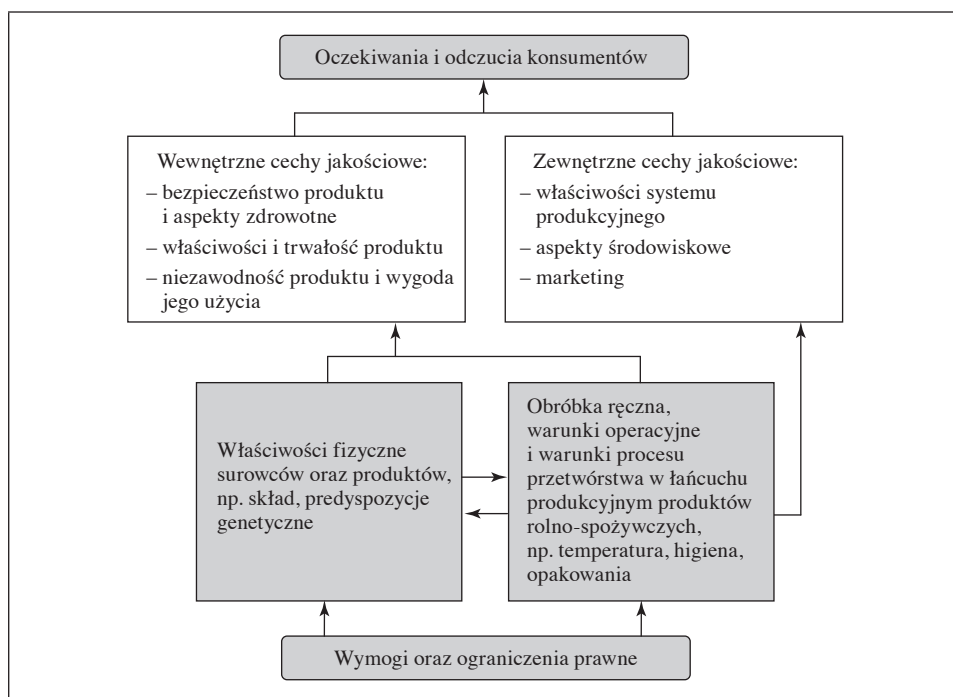 Oczekiwania i odczucia konsumentów
Wewnętrzne cechy jakościowe:
– bezpieczeństwo produktu
i aspekty zdrowotne
– właściwości i trwałość produktu
– niezawodność produktu i wygoda
jego użycia
Zewnętrzne cechy jakościowe:
– właściwości systemu
produkcyjnego
– aspekty środowiskowe
– marketing
Właściwości fizyczne
surowców oraz produktów,
np. skład, predyspozycje
genetyczne
Obróbka ręczna,
warunki operacyjne
i warunki procesu
przetwórstwa w łańcuchu
produkcyjnym produktów
rolno-spożywczych,
np. temperatura, higiena,
opakowania
Wymogi oraz ograniczenia prawne